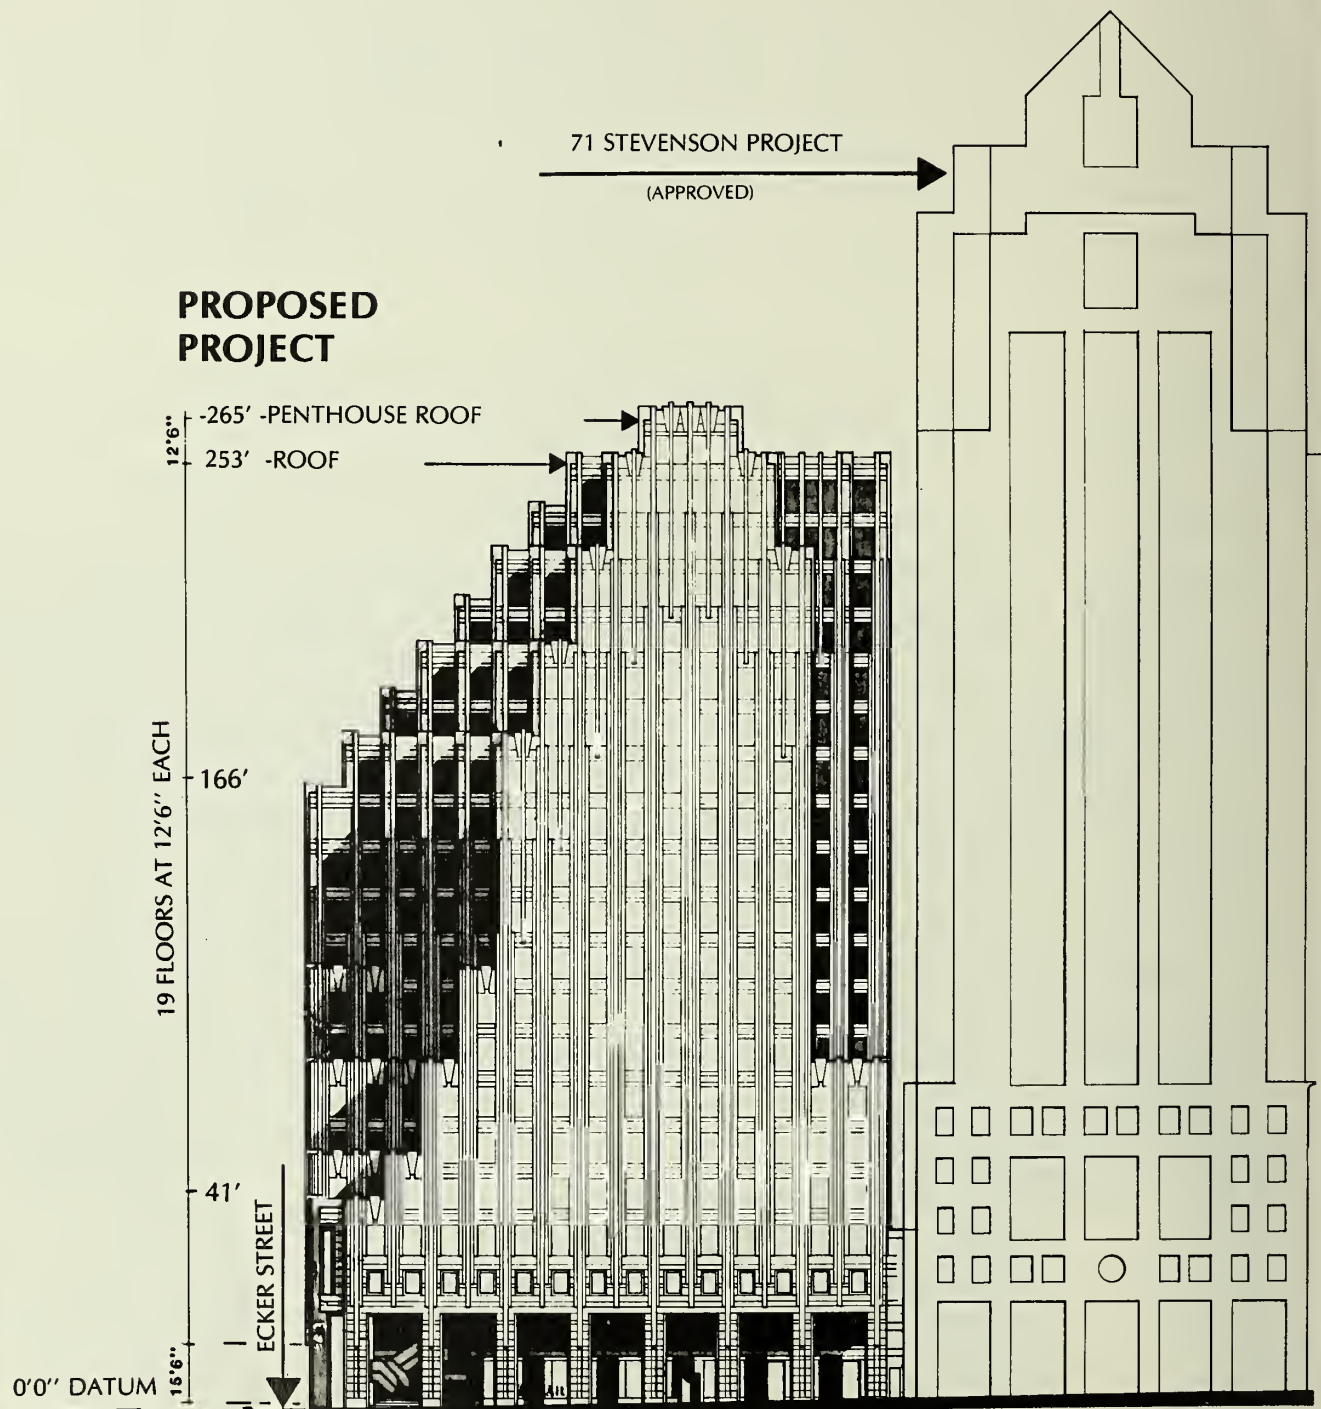 71 STEVENSON PROJECT
(APPROVED)
PROPOSED
PROJECT
-265' -PENTHOUSE ROOF
12'6"
253' -ROOF
166'
19 FLOORS AT 12'6" EACH
41'
ECKER STREET
15'6"
0'0" DATUM